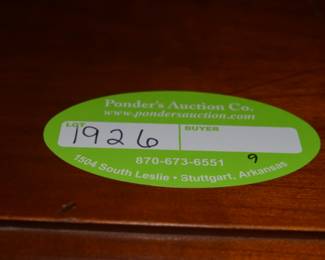 Ponder's Auction Co.
www.pondersauction.com
LOT
1926
BUYER
870-673-6551
9
1504 South Leslie • Stuttgart, Arkansas